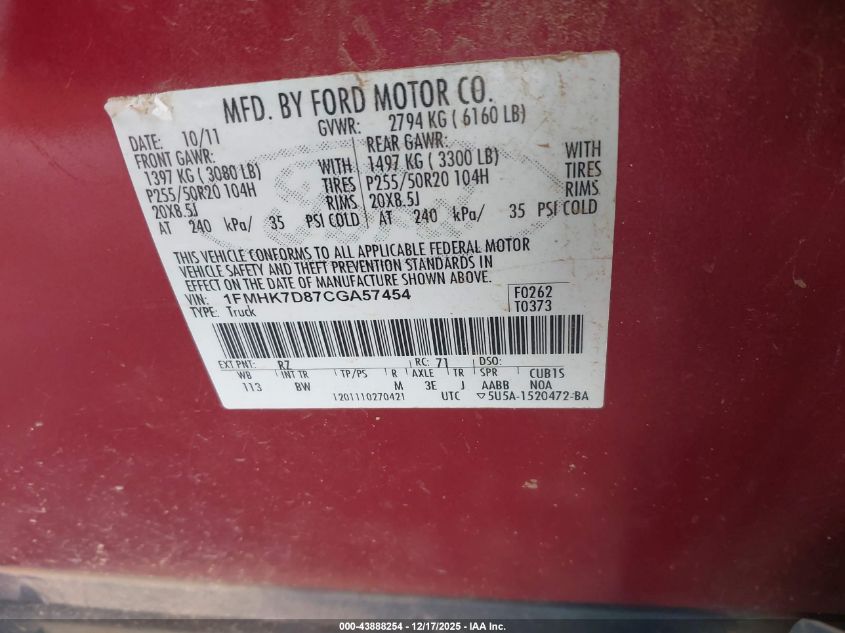 MFD. BY FORD MOTOR CO.
DATE: 10/11 GVWR: 2794 KG ( 6160 LB)
FRONT GAWR: REAR GAWR:
1397 KG ( 3080 LB) WITH 1497 KG ( 3300 LB) WITH
P255/50R20 104H TIRES P255/50R20 104H TIRES
20X8.5J RIMS 20X8.5J RIMS
AT 240 kPa/ 35 PSI COLD AT 240 kPa/ 35 PSI COLD
THIS VEHICLE CONFORMS TO ALL APPLICABLE FEDERAL MOTOR
VEHICLE SAFETY AND THEFT PREVENTION STANDARDS IN
EFFECT ON THE DATE OF MANUFACTURE SHOWN ABOVE.
VIN: 1FMHK7D87CGA57454 F0262
TYPE: Truck T0373
EXT PNT: RZ RC: 71 DSO:
WB INT TR TP/PS R AXLE TR SPR CUB1S
113 BW M 3E J AABB NOA
1201110270421 UTC ▽5U5A-1520472-BA
000-43888254 - 12/17/2025 - IAA Inc.